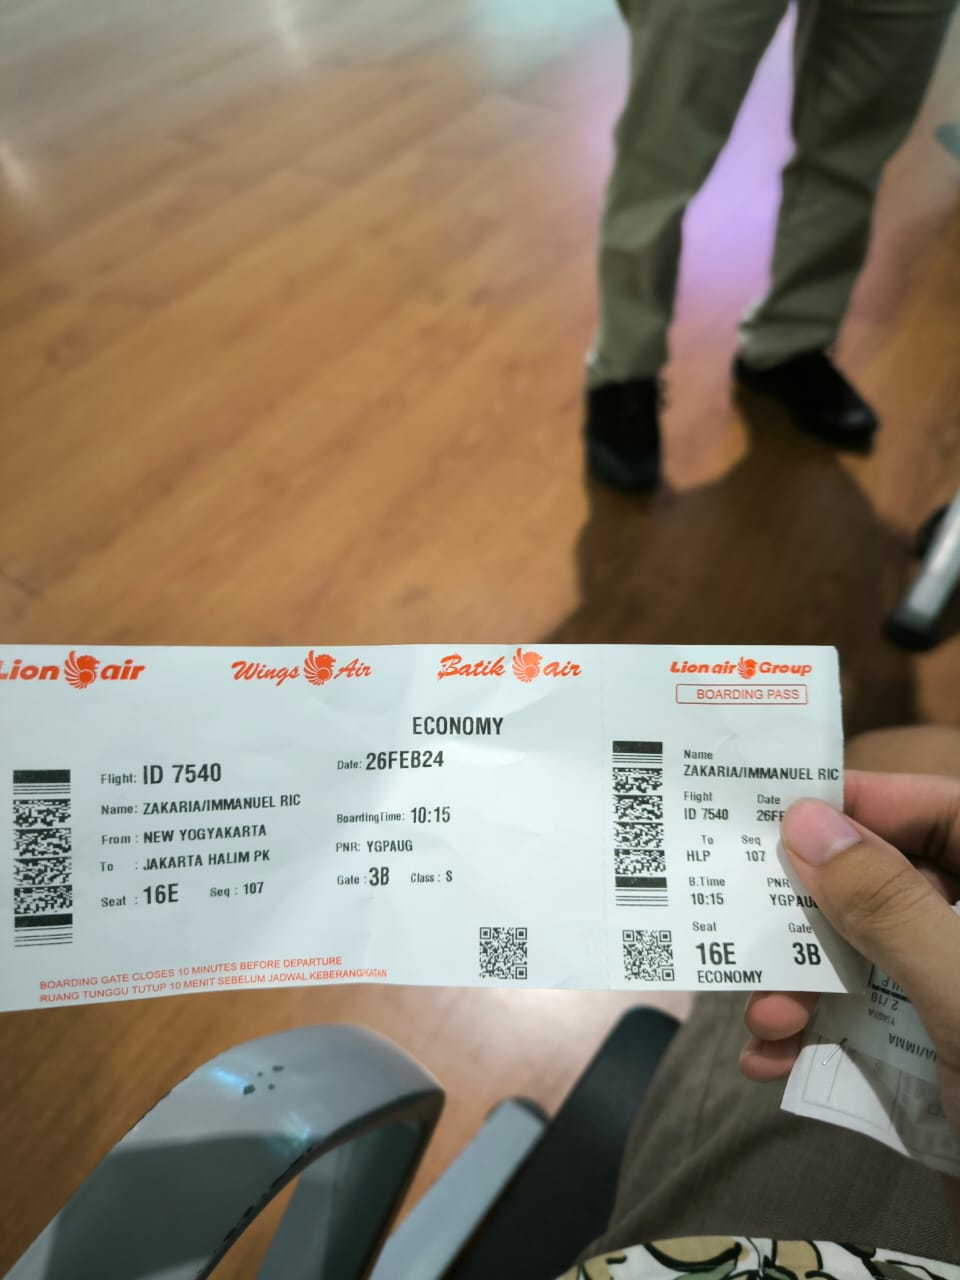 Lion air
Wings Air
Batik air
ECONOMY
Flight: ID 7540
Date: 26FEB24
Name: ZAKARIA/IMMANUEL RIC
From : NEW YOGYAKARTA
BoardingTime: 10:15
To : JAKARTA HALIM PK
PNR: YGPAUG
Seat : 16E Seq : 107
Gate : 3B Class : S
BOARDING GATE CLOSES 10 MINUTES BEFORE DEPARTURE
RUANG TUNGGU TUTUP 10 MENIT SEBELUM JADWAL KEBERANGKATAN
Lion air Group
BOARDING PASS
Name
ZAKARIA/IMMANUEL RIC
Flight Date
ID 7540 26FE
To Seq
HLP 107
B.Time PNR
10:15 YGPAU
Seat Gate
16E 3B
ECONOMY